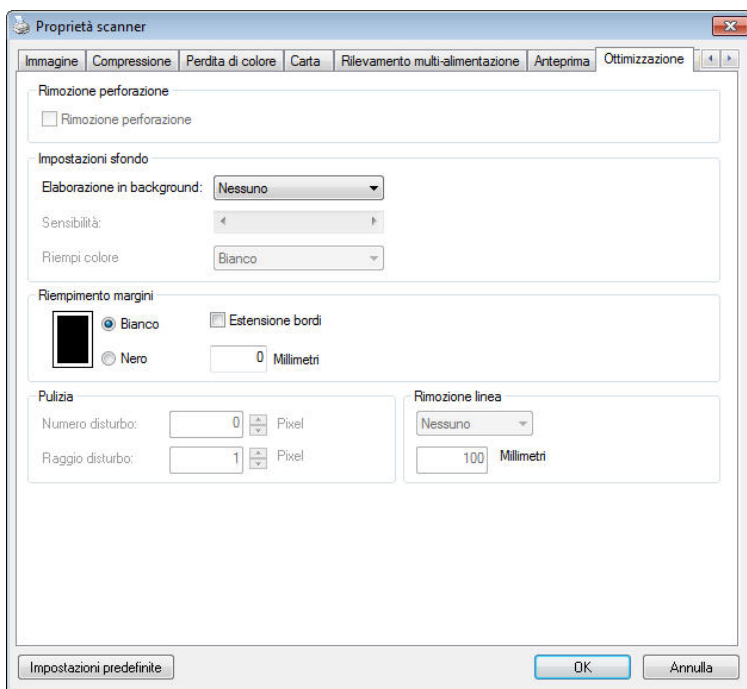 Proprietà scanner
Immagine Compressione Perdita di colore Carta Rilevamento multi-alimentazione Anteprima Ottimizzazione
Rimozione perforazione
Rimozione perforazione
Impostazioni sfondo
Elaborazione in background: Nessuno
Sensibilità:
Riempi colore Bianco
Riempimento margini
Bianco Estensione bordi
Nero 0 Millimetri
Pulizia Rimozione linea
Numero disturbo: 0 Pixel Nessuno
Raggio disturbo: 1 Pixel 100 Millimetri
Impostazioni predefinite OK Annulla